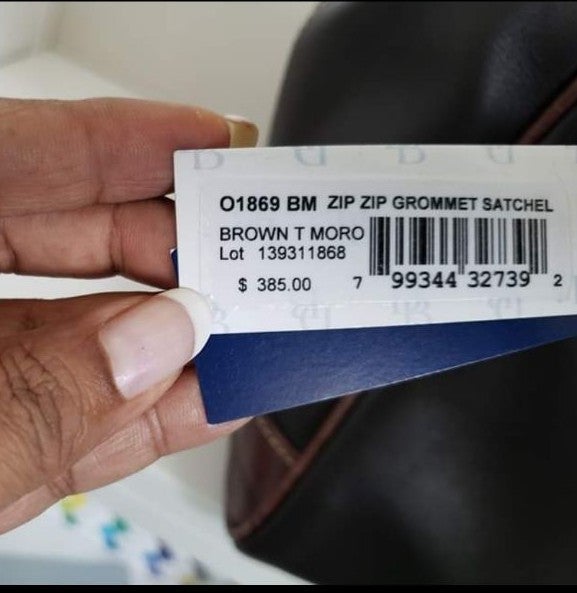 O1869 BM ZIP ZIP GROMMET SATCHEL
BROWN T MORO
Lot 139311868
$ 385.00
7 99344 32739 2